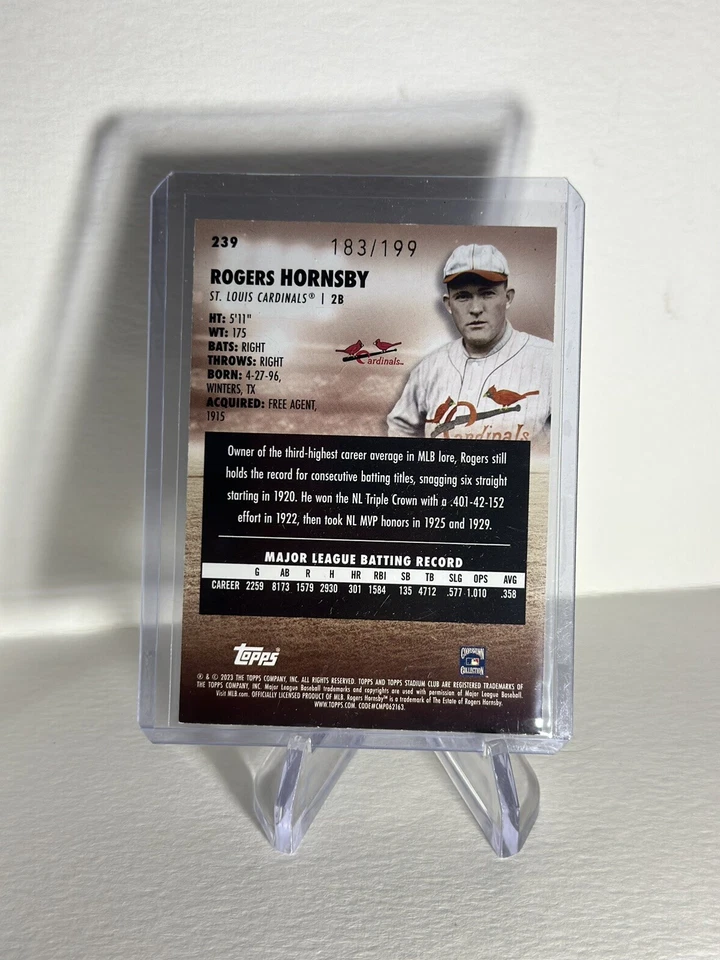 239
183/199
ROGERS HORNSBY
ST. LOUIS CARDINALS® | 2B
HT: 5'11"
WT: 175
BATS: RIGHT
THROWS: RIGHT
BORN: 4-27-96,
WINTERS, TX
ACQUIRED: FREE AGENT,
1915
Cardinals
Cardinals
Owner of the third-highest career average in MLB lore, Rogers still
holds the record for consecutive batting titles, snagging six straight
starting in 1920. He won the NL Triple Crown with a .401-42-152
effort in 1922, then took NL MVP honors in 1925 and 1929.
MAJOR LEAGUE BATTING RECORD
G AB R H HR RBI SB TB SLG OPS AVG
CAREER 2259 8173 1579 2930 301 1584 135 4712 .577 1.010 .358
Topps
COOPERSTOWN COLLECTION
® & © 2023 THE TOPPS COMPANY, INC. ALL RIGHTS RESERVED. TOPPS AND TOPPS STADIUM CLUB ARE REGISTERED TRADEMARKS OF
THE TOPPS COMPANY, INC. Major League Baseball trademarks and copyrights are used with permission of Major League Baseball.
Visit MLB.com. OFFICIALLY LICENSED PRODUCT OF MLB. Rogers Hornsby™ is a trademark of The Estate of Rogers Hornsby.
WWW.TOPPS.COM. CODE#CMP062163.